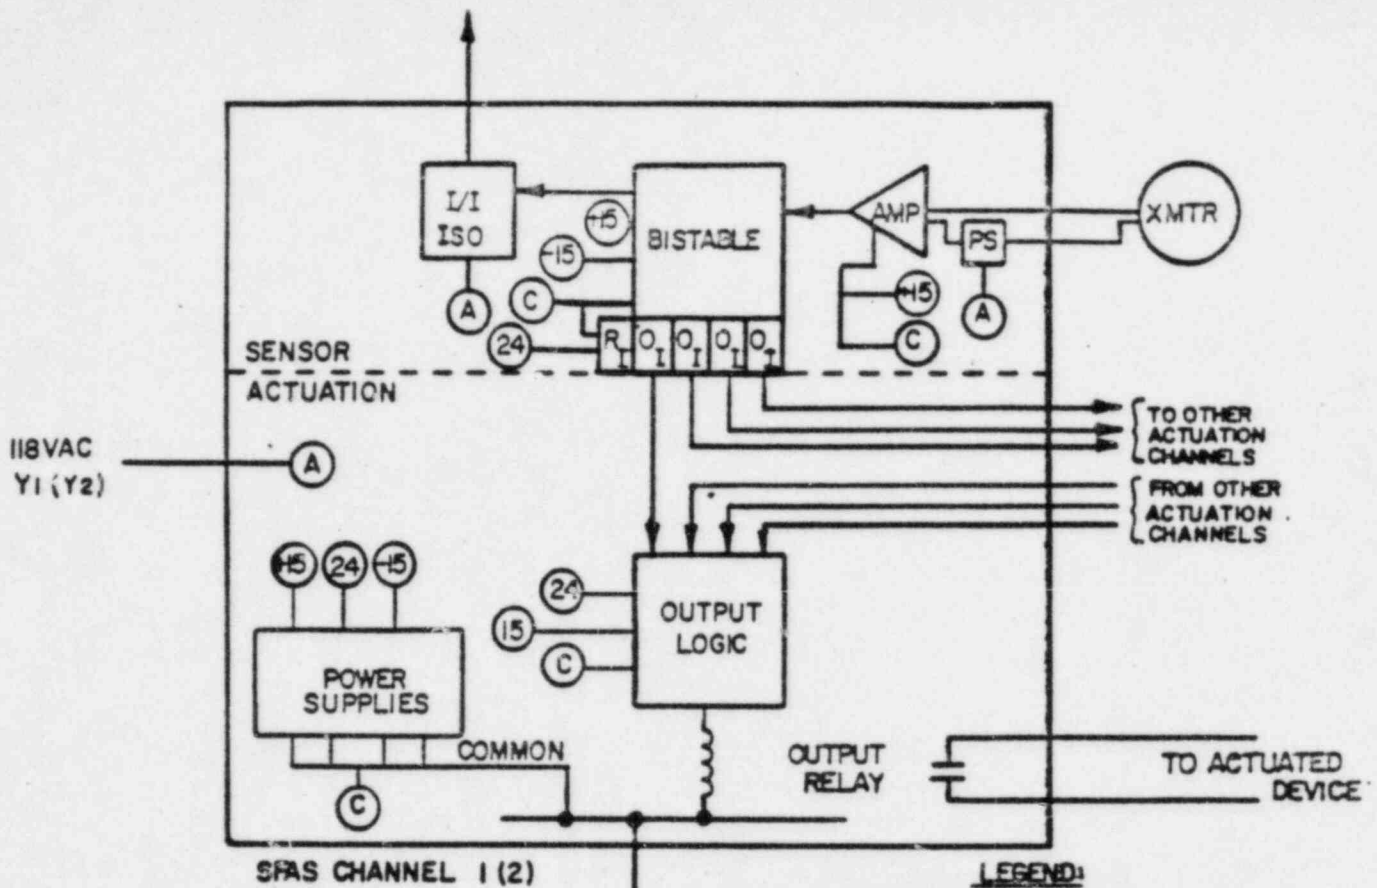 I/I
ISO
BISTABLE
AMP
XMTR
PS
+15
-15
A
C
-15
A
24
C
R I
O I
O I
O I
O I
SENSOR
ACTUATION
TO OTHER
ACTUATION
CHANNELS
118VAC
Y1 (Y2)
A
FROM OTHER
ACTUATION
CHANNELS
+15
24
-15
24
15
C
OUTPUT
LOGIC
POWER
SUPPLIES
COMMON
C
OUTPUT
RELAY
TO ACTUATED
DEVICE
SFAS CHANNEL 1 (2)
LEGEND: